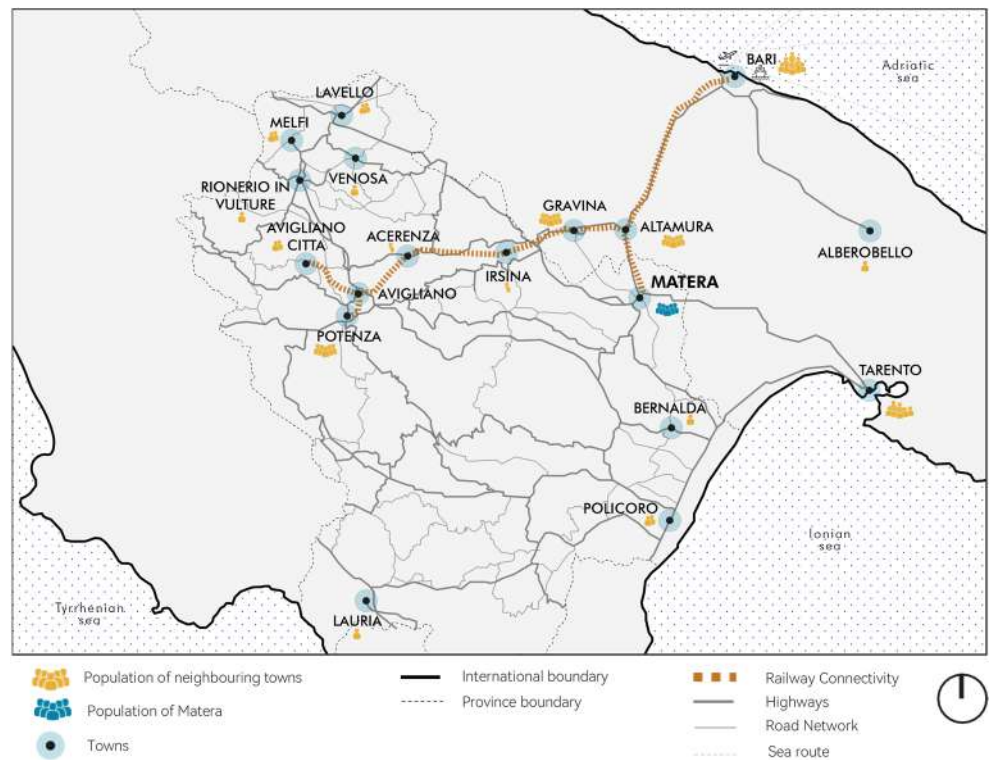 BARI
Adriatic
sea
LAVELLO
MELFI
VENOSA
RIONERIO IN
VULTURE
AVIGLIANO
CITTA
ACERENZA
GRAVINA
ALTAMURA
ALBEROBELLO
IRSINA
MATERA
AVIGLIANO
POTENZA
TARENTO
BERNALDA
POLICORO
Ionian
sea
Tyrrhenian
sea
LAURIA
Population of neighbouring towns
Population of Matera
Towns
International boundary
Province boundary
Railway Connectivity
Highways
Road Network
Sea route